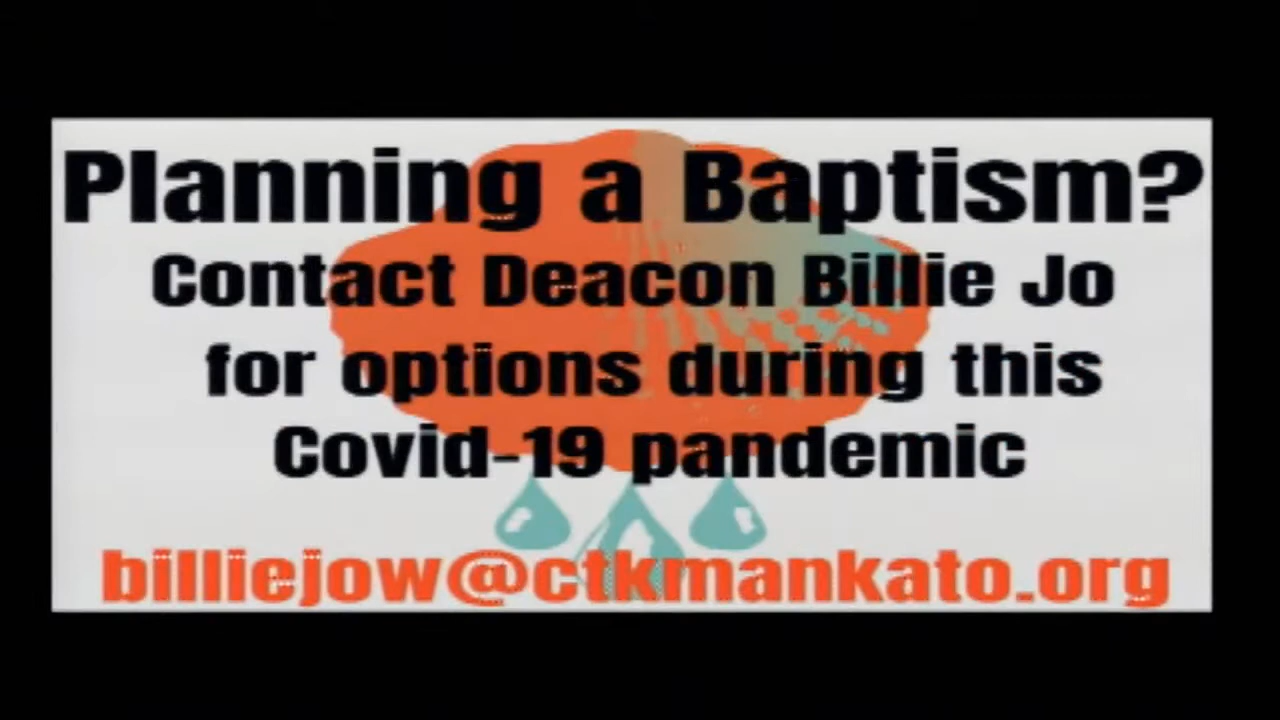 Planning a Baptism?
Contact Deacon Billie Jo
for options during this
Covid-19 pandemic
billiejow@ctkmankato.org